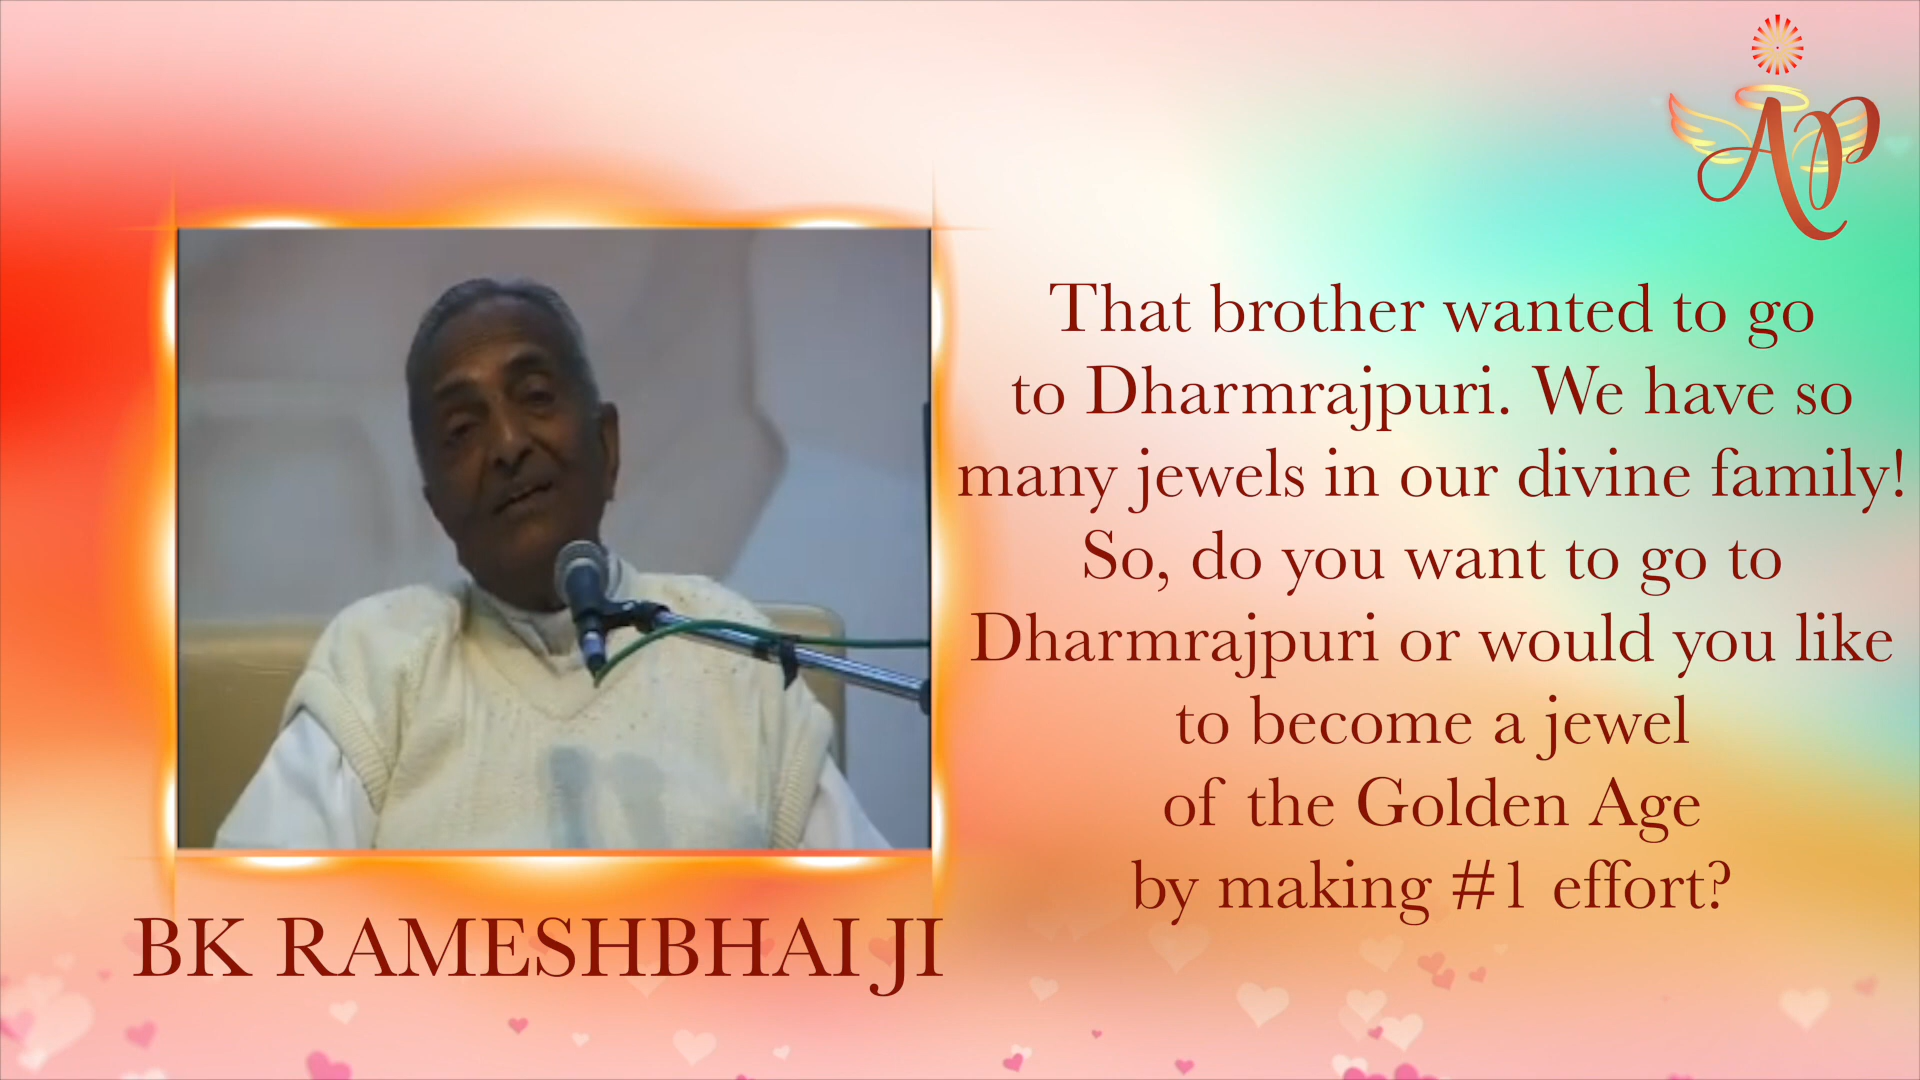 AP
That brother wanted to go
to Dharmrajpuri. We have so
many jewels in our divine family!
So, do you want to go to
Dharmrajpuri or would you like
to become a jewel
of the Golden Age
by making #1 effort?
BK RAMESHBHAI JI